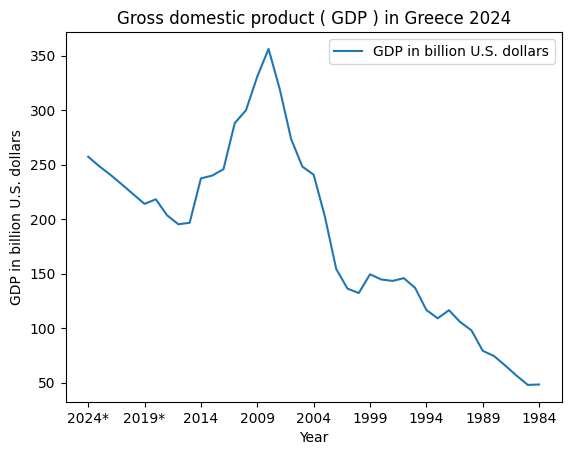 Gross domestic product ( GDP ) in Greece 2024
GDP in billion U.S. dollars
GDP in billion U.S. dollars
350
300
250
200
150
100
50
2024* 2019* 2014 2009 2004 1999 1994 1989 1984
Year